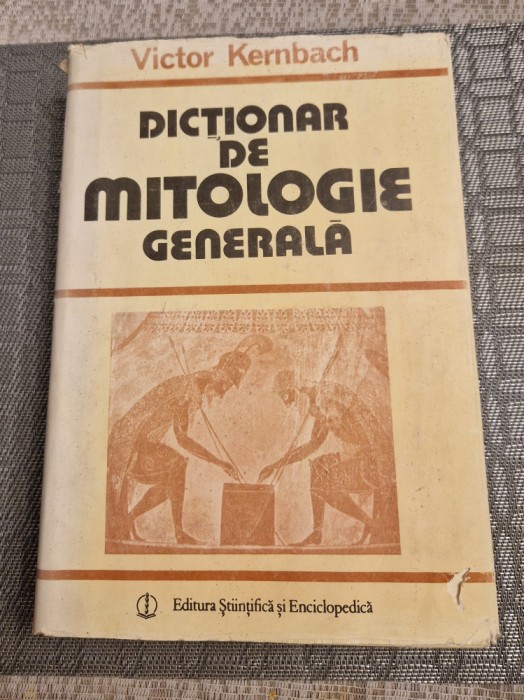 Victor Kernbach
DICȚIONAR
DE
MITOLOGIE
GENERALĂ
Editura Științifică și Enciclopedică